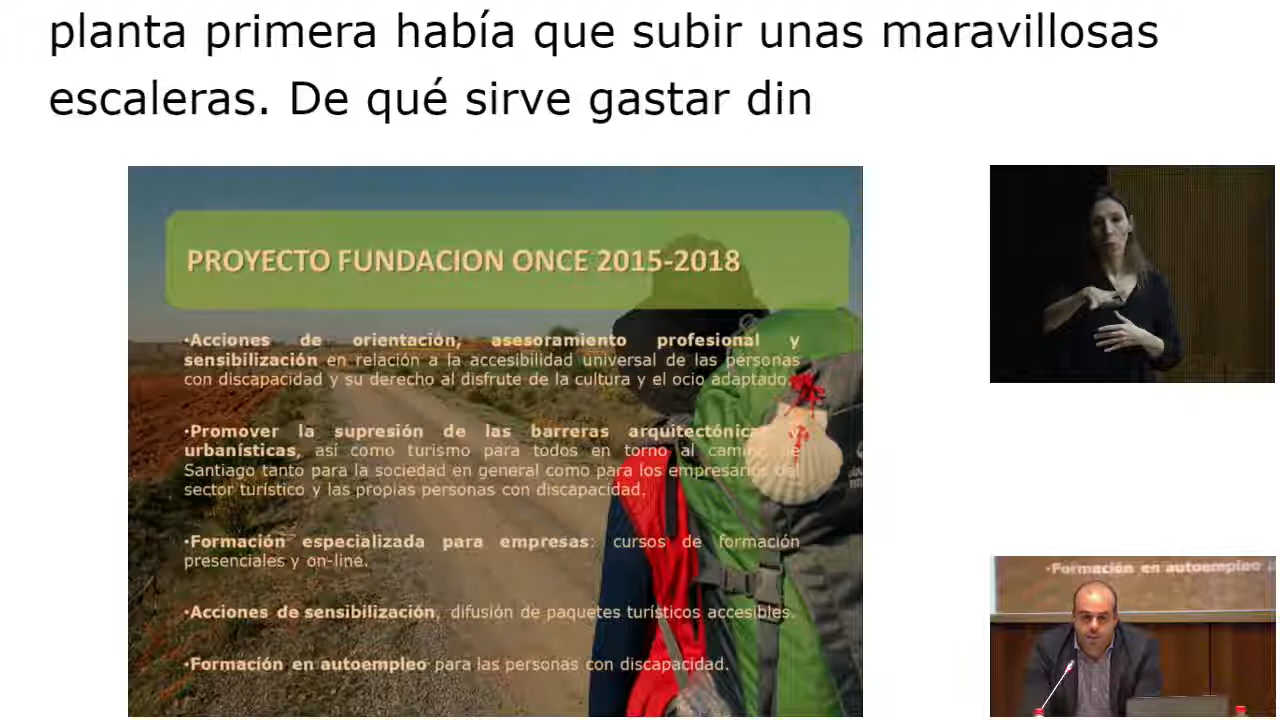 planta primera había que subir unas maravillosas
escaleras. De qué sirve gastar din
PROYECTO FUNDACION ONCE 2015-2018
•Acciones de orientación, asesoramiento profesional y
sensibilización en relación a la accesibilidad universal de las personas
con discapacidad y su derecho al disfrute de la cultura y el ocio adaptado.
•Promover la supresión de las barreras arquitectónicas y
urbanísticas, así como turismo para todos en torno al camino de
Santiago tanto para la sociedad en general como para los empresarios del
sector turístico y las propias personas con discapacidad.
•Formación especializada para empresas: cursos de formación
presenciales y on-line.
•Acciones de sensibilización, difusión de paquetes turísticos accesibles.
•Formación en autoempleo para las personas con discapacidad.
•Formación en autoempleo